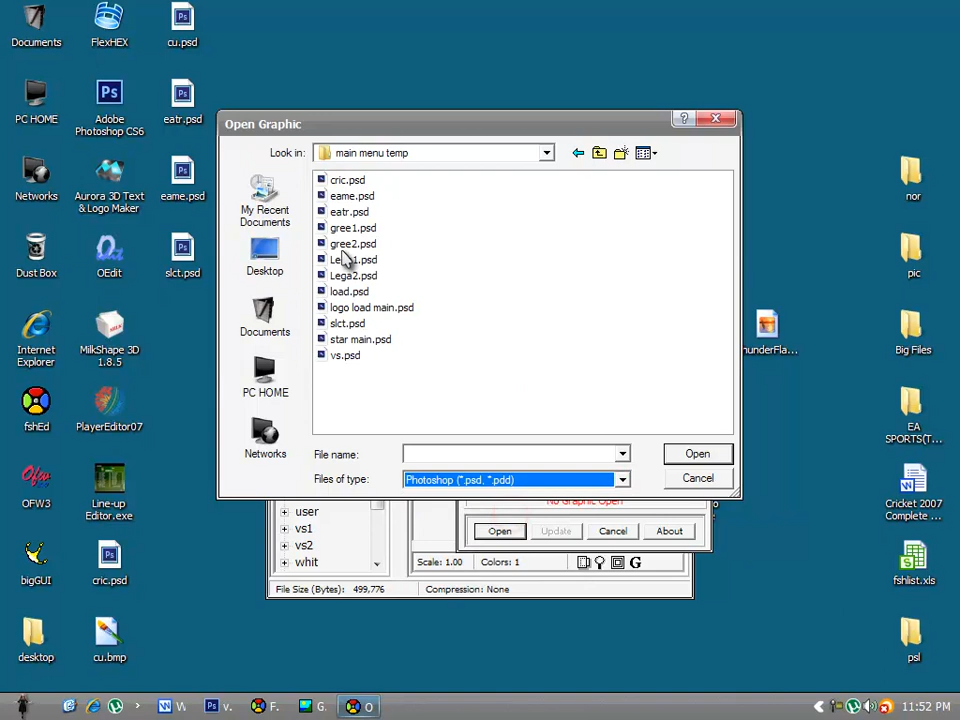 Documents
FlexHEX
cu.psd
PC HOME
Adobe
Photoshop CS6
eatr.psd
Networks
Aurora 3D Text
& Logo Maker
eame.psd
Dust Box
OEdit
slct.psd
Internet
Explorer
MilkShape 3D
1.8.5
fshEd
PlayerEditor07
OFW3
Line-up
Editor.exe
bigGUI
cric.psd
desktop
cu.bmp
Open Graphic
Look in:
main menu temp
My Recent
Documents
Desktop
Documents
PC HOME
Networks
cric.psd
eame.psd
eatr.psd
gree1.psd
gree2.psd
Lega1.psd
Lega2.psd
load.psd
logo load main.psd
slct.psd
star main.psd
vs.psd
File name:
Open
Files of type:
Photoshop (*.psd, *.pdd)
Cancel
user
vs1
vs2
whit
Open
Update
Cancel
About
Scale: 1.00
Colors: 1
G
File Size (Bytes): 499,776
Compression: None
nor
pic
hunderFla...
Big Files
EA
SPORTS(T...
Cricket 2007
Complete ...
fshlist.xls
psl
W
v.
F.
G.
O
11:52 PM